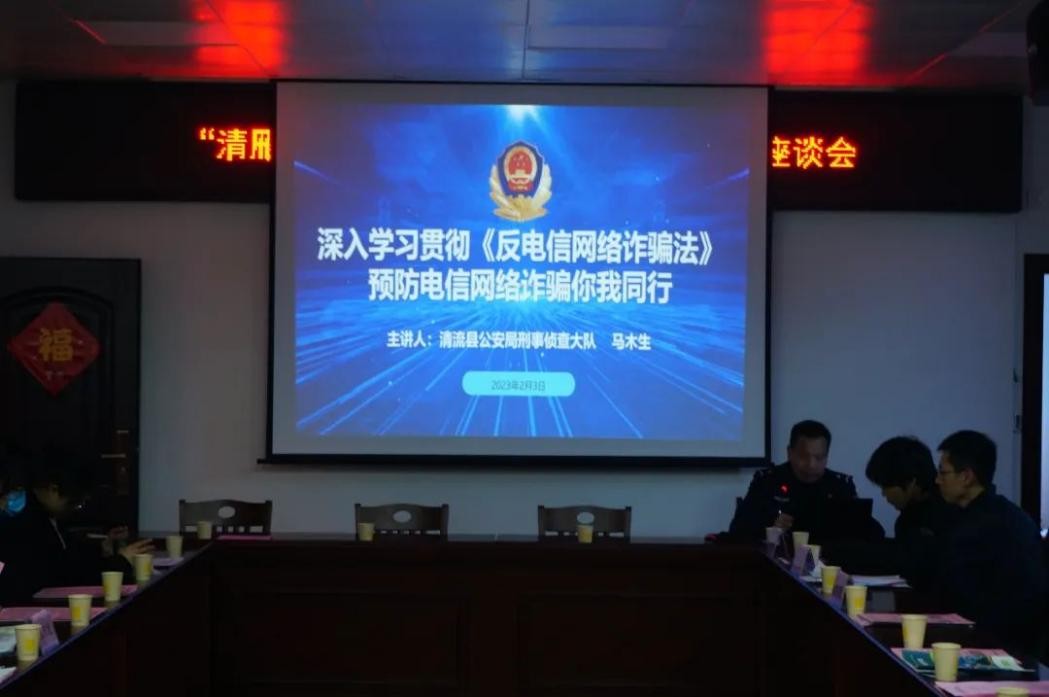 “清雁
座谈会
深入学习贯彻《反电信网络诈骗法》
预防电信网络诈骗你我同行
主讲人：清流县公安局刑事侦查大队 马木生
2023年2月3日
福